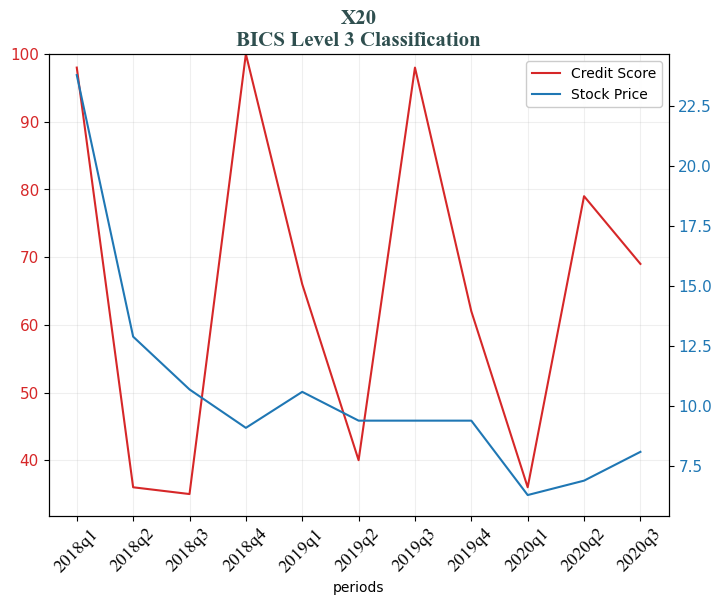 X20
BICS Level 3 Classification
Credit Score
Stock Price
100
90
80
70
60
50
40
22.5
20.0
17.5
15.0
12.5
10.0
7.5
2018q1
2018q2
2018q3
2018q4
2019q1
2019q2
2019q3
2019q4
2020q1
2020q2
2020q3
periods